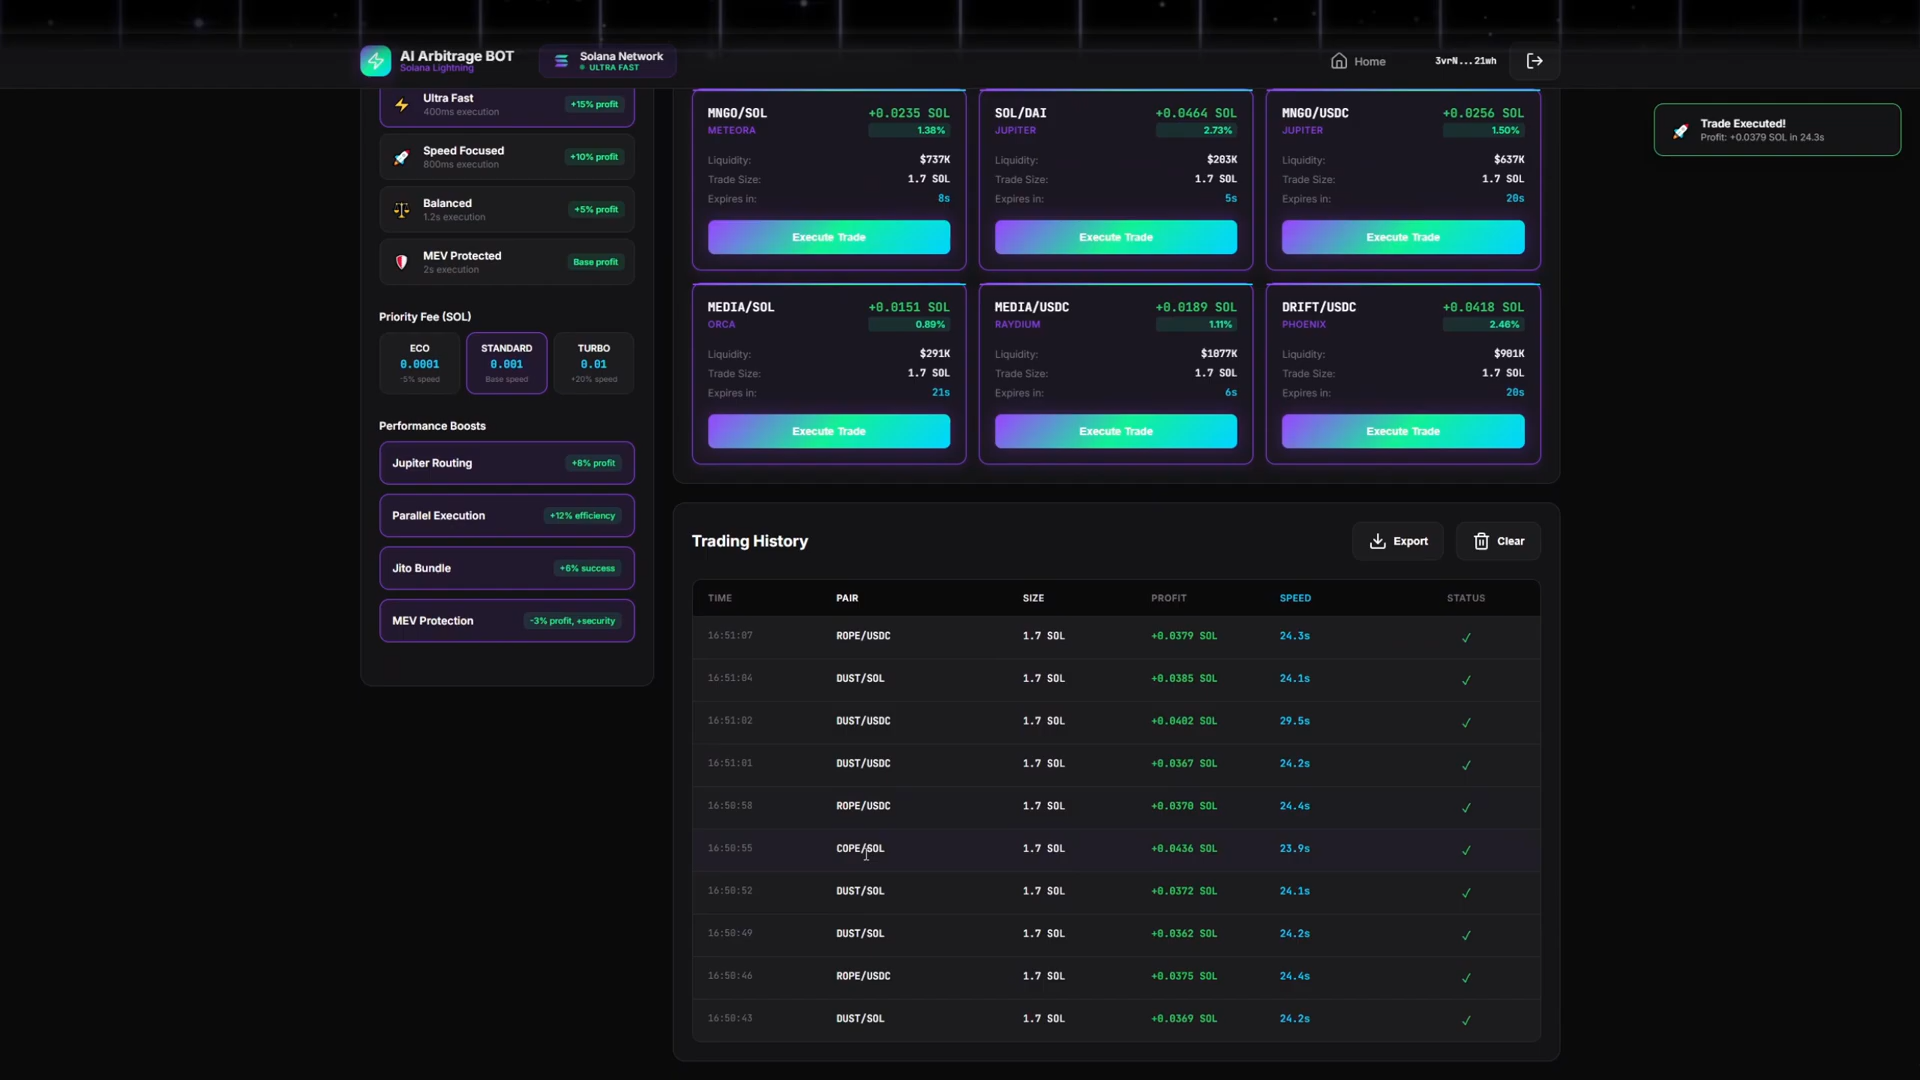 AI Arbitrage BOT
Solana Lightning
Solana Network
ULTRA FAST
Home
3vrN...21wh
Ultra Fast
400ms execution
+15% profit
Speed Focused
800ms execution
+10% profit
Balanced
1.2s execution
+5% profit
MEV Protected
2s execution
Base profit
Priority Fee (SOL)
ECO
0.0001
-5% speed
STANDARD
0.001
Base speed
TURBO
0.01
+20% speed
Performance Boosts
Jupiter Routing
+8% profit
Parallel Execution
+12% efficiency
Jito Bundle
+6% success
MEV Protection
-3% profit, +security
MNGO/SOL
+0.0235 SOL
METEORA
1.38%
Liquidity:
$737K
Trade Size:
1.7 SOL
Expires in:
8s
Execute Trade
SOL/DAI
+0.0464 SOL
JUPITER
2.73%
Liquidity:
$203K
Trade Size:
1.7 SOL
Expires in:
5s
Execute Trade
MNGO/USDC
+0.0256 SOL
JUPITER
1.50%
Liquidity:
$637K
Trade Size:
1.7 SOL
Expires in:
20s
Execute Trade
MEDIA/SOL
+0.0151 SOL
ORCA
0.89%
Liquidity:
$291K
Trade Size:
1.7 SOL
Expires in:
21s
Execute Trade
MEDIA/USDC
+0.0189 SOL
RAYDIUM
1.11%
Liquidity:
$1077K
Trade Size:
1.7 SOL
Expires in:
6s
Execute Trade
DRIFT/USDC
+0.0418 SOL
PHOENIX
2.46%
Liquidity:
$901K
Trade Size:
1.7 SOL
Expires in:
20s
Execute Trade
Trade Executed!
Profit: +0.0379 SOL in 24.3s
Trading History
Export
Clear
TIME PAIR SIZE PROFIT SPEED STATUS
16:51:07 ROPE/USDC 1.7 SOL +0.0379 SOL 24.3s ✓
16:51:04 DUST/SOL 1.7 SOL +0.0385 SOL 24.1s ✓
16:51:02 DUST/USDC 1.7 SOL +0.0402 SOL 29.5s ✓
16:51:01 DUST/USDC 1.7 SOL +0.0367 SOL 24.2s ✓
16:50:58 ROPE/USDC 1.7 SOL +0.0370 SOL 24.4s ✓
16:50:55 COPE/SOL 1.7 SOL +0.0436 SOL 23.9s ✓
16:50:52 DUST/SOL 1.7 SOL +0.0372 SOL 24.1s ✓
16:50:49 DUST/SOL 1.7 SOL +0.0362 SOL 24.2s ✓
16:50:46 ROPE/USDC 1.7 SOL +0.0375 SOL 24.4s ✓
16:50:43 DUST/SOL 1.7 SOL +0.0369 SOL 24.2s ✓